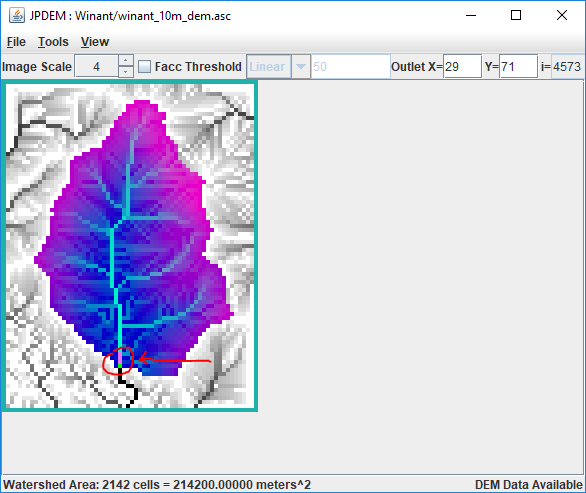 JPDEM : Winant/winant_10m_dem.asc
File Tools View
Image Scale 4 Facc Threshold Linear 50 Outlet X= 29 Y= 71 i= 4573
Watershed Area: 2142 cells = 214200.00000 meters^2 DEM Data Available